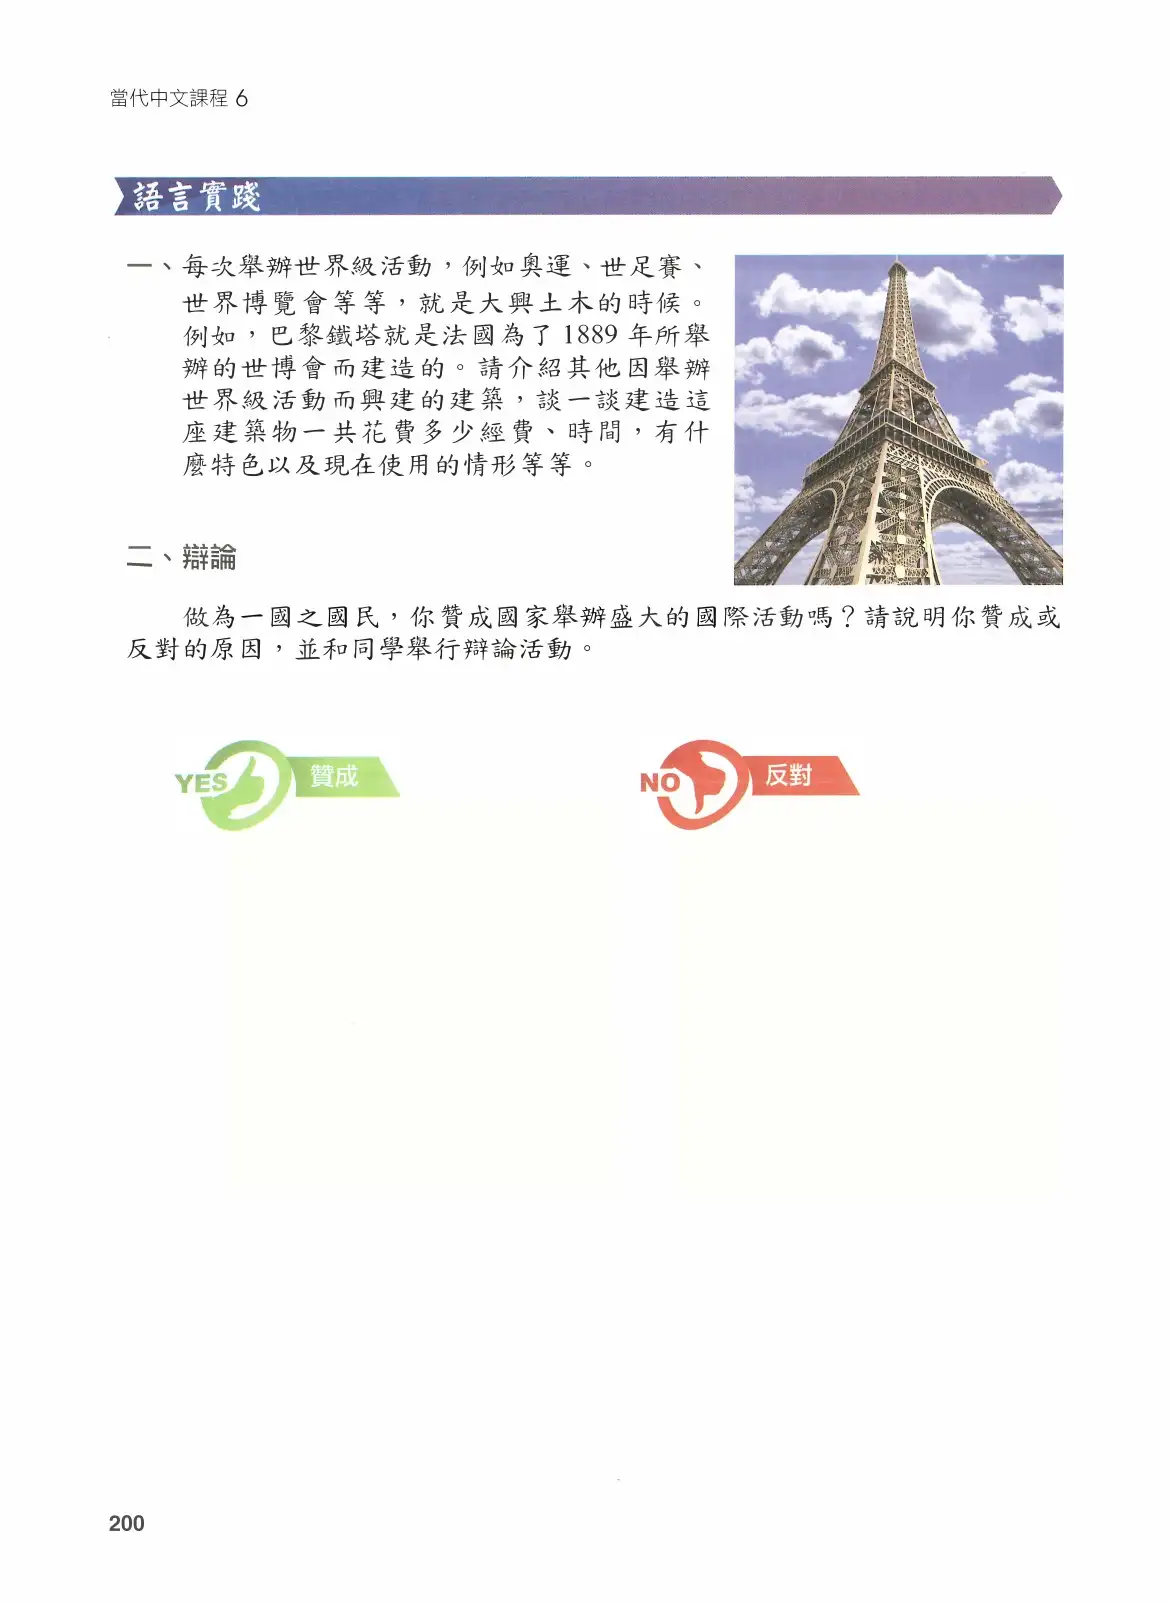 當代中文課程 6
語言實踐
一、每次舉辦世界級活動，例如奧運、世足賽、
世界博覽會等等，就是大興土木的時候。
例如，巴黎鐵塔就是法國為了 1889 年所舉
辦的世博會而建造的。請介紹其他因舉辦
世界級活動而興建的建築，談一談建造這
座建築物一共花費多少經費、時間，有什
麼特色以及現在使用的情形等等。
二、辯論
做為一國之國民，你贊成國家舉辦盛大的國際活動嗎？請說明你贊成或
反對的原因，並和同學舉行辯論活動。
YES 贊成
NO 反對
200